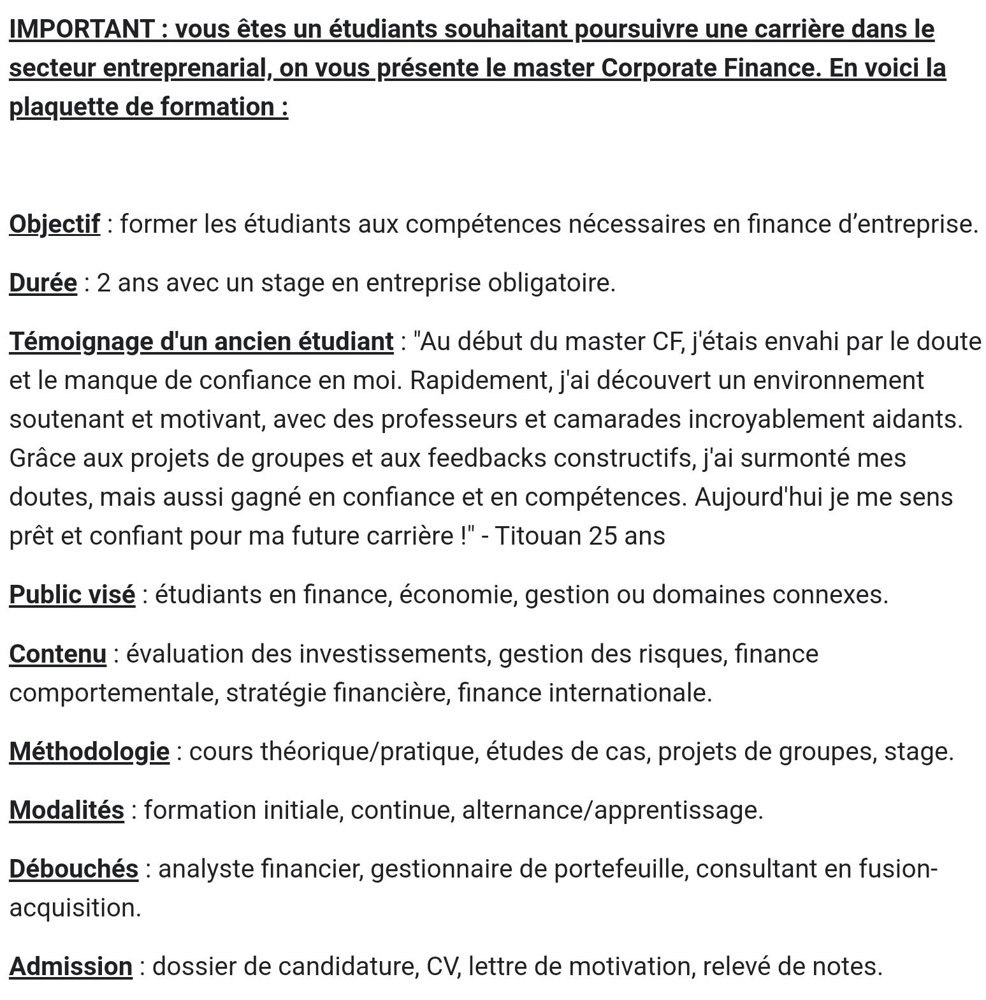 IMPORTANT : vous êtes un étudiants souhaitant poursuivre une carrière dans le
secteur entreprenarial, on vous présente le master Corporate Finance. En voici la
plaquette de formation :
Objectif : former les étudiants aux compétences nécessaires en finance d’entreprise.
Durée : 2 ans avec un stage en entreprise obligatoire.
Témoignage d'un ancien étudiant : "Au début du master CF, j'étais envahi par le doute
et le manque de confiance en moi. Rapidement, j'ai découvert un environnement
soutenant et motivant, avec des professeurs et camarades incroyablement aidants.
Grâce aux projets de groupes et aux feedbacks constructifs, j'ai surmonté mes
doutes, mais aussi gagné en confiance et en compétences. Aujourd'hui je me sens
prêt et confiant pour ma future carrière !" - Titouan 25 ans
Public visé : étudiants en finance, économie, gestion ou domaines connexes.
Contenu : évaluation des investissements, gestion des risques, finance
comportementale, stratégie financière, finance internationale.
Méthodologie : cours théorique/pratique, études de cas, projets de groupes, stage.
Modalités : formation initiale, continue, alternance/apprentissage.
Débouchés : analyste financier, gestionnaire de portefeuille, consultant en fusion-
acquisition.
Admission : dossier de candidature, CV, lettre de motivation, relevé de notes.